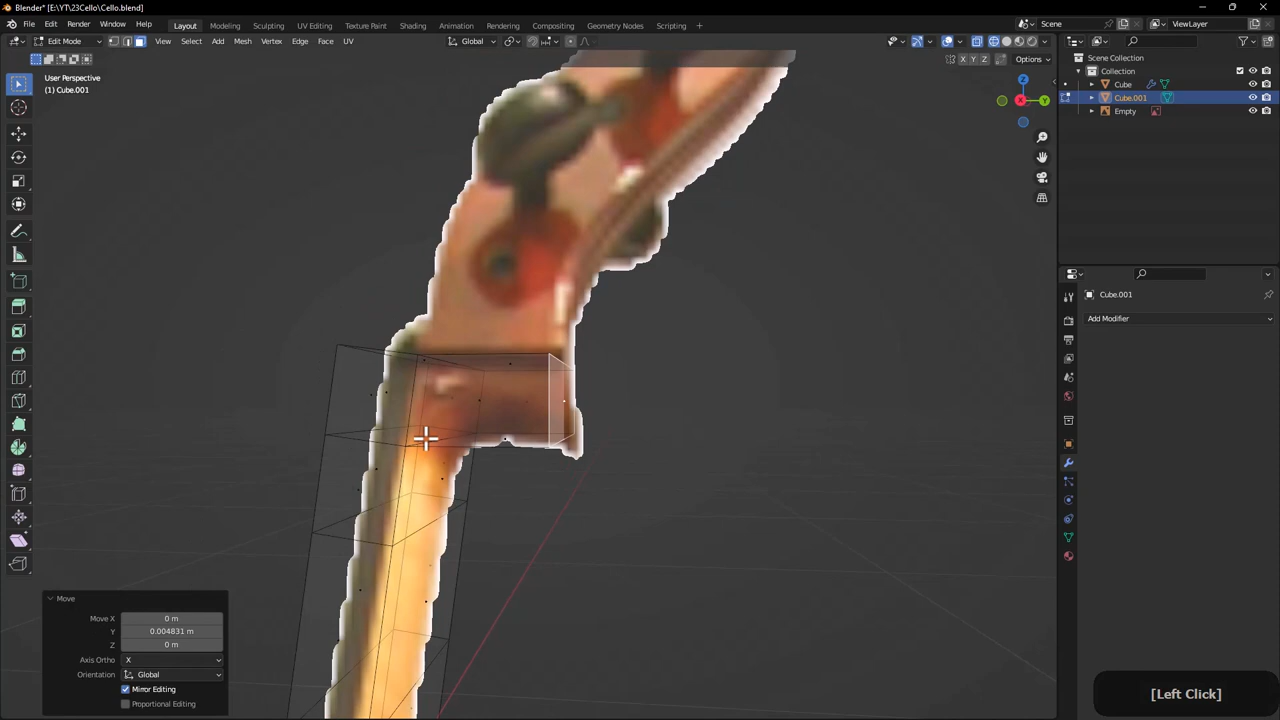 Blender* [E:\YT\23Cello\Cello.blend]
File Edit Render Window Help Layout Modeling Sculpting UV Editing Texture Paint Shading Animation Rendering Compositing Geometry Nodes Scripting + Scene ViewLayer
Edit Mode View Select Add Mesh Vertex Edge Face UV Global
X Y Z Options
User Perspective
(1) Cube.001
Scene Collection
Collection
Cube
Cube.001
Empty
Z
X
Y
Cube.001
Add Modifier
Move
Move X 0 m
Y 0.004831 m
Z 0 m
Axis Ortho X
Orientation Global
Mirror Editing
Proportional Editing
[Left Click]